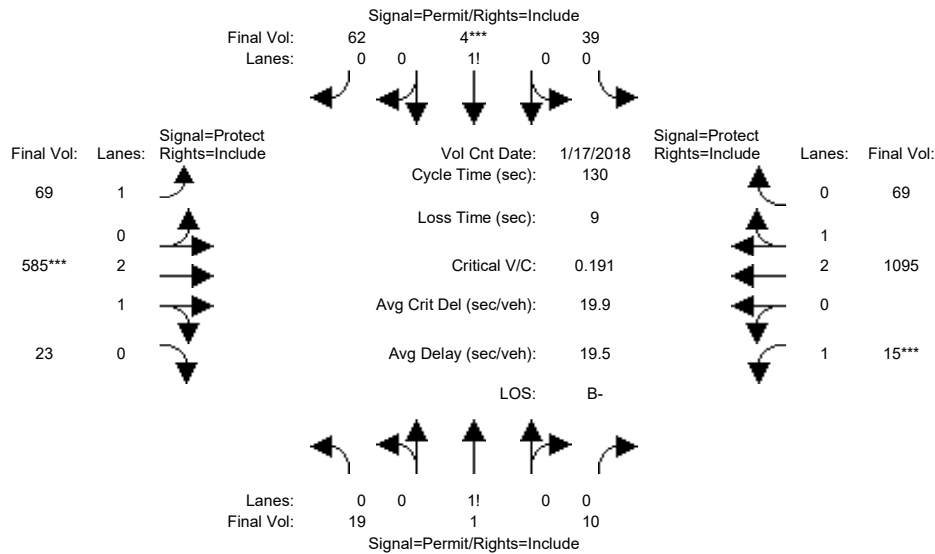 Signal=Permit/Rights=Include
Final Vol: 62 4*** 39
Lanes: 0 0 1! 0 0
Signal=Protect Signal=Protect
Final Vol: Lanes: Rights=Include Vol Cnt Date: 1/17/2018 Rights=Include Lanes: Final Vol:
Cycle Time (sec): 130
69 1 0 69
Loss Time (sec): 9
0 1
585*** 2 Critical V/C: 0.191 2 1095
1 Avg Crit Del (sec/veh): 19.9 0
23 0 Avg Delay (sec/veh): 19.5 1 15***
LOS: B-
Lanes: 0 0 1! 0 0
Final Vol: 19 1 10
Signal=Permit/Rights=Include